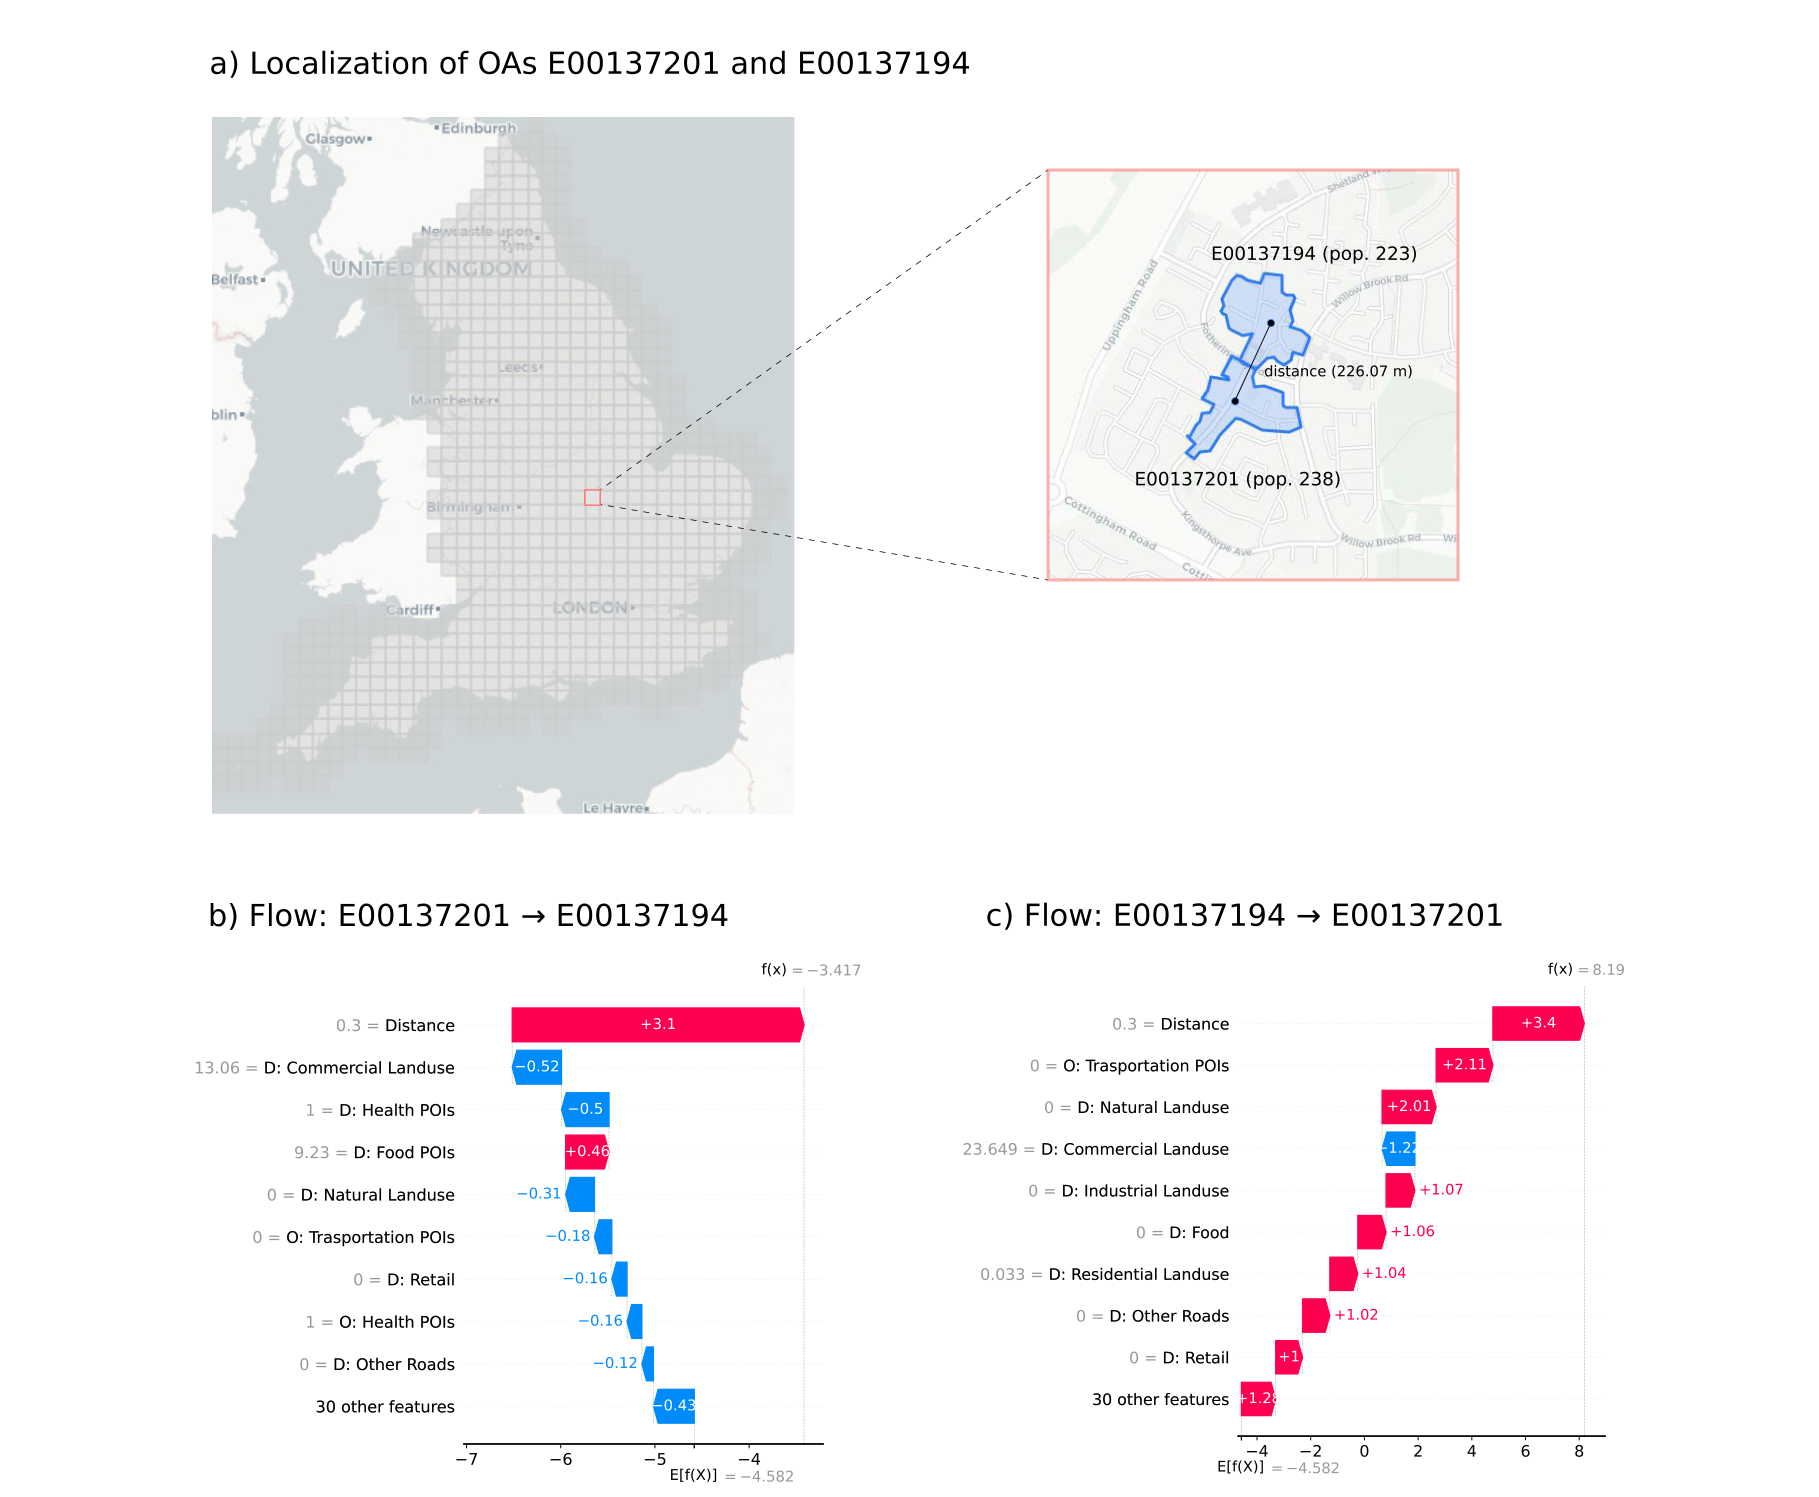 a) Localization of OAs E00137201 and E00137194
Glasgow
Edinburgh
Newcastle upon
Tyne
UNITED KINGDOM
Belfast
Leeds
Manchester
blin
Birmingham
Cardiff
LONDON
Le Havre
Shetland W
E00137194 (pop. 223)
Uppingham Road
Willow Brook Rd.
Fotherin
distance (226.07 m)
E00137201 (pop. 238)
Cottingham Road
Kingsthorpe Ave
Willow Brook Rd
Wi
Cotti
b) Flow: E00137201 → E00137194
f(x) = −3.417
0.3 = Distance +3.1
13.06 = D: Commercial Landuse −0.52
1 = D: Health POIs −0.5
9.23 = D: Food POIs +0.46
0 = D: Natural Landuse −0.31
0 = O: Trasportation POIs −0.18
0 = D: Retail −0.16
1 = O: Health POIs −0.16
0 = D: Other Roads −0.12
30 other features −0.43
−7 −6 −5 −4
E[f(X)] = −4.582
c) Flow: E00137194 → E00137201
f(x) = 8.19
0.3 = Distance +3.4
0 = O: Trasportation POIs +2.11
0 = D: Natural Landuse +2.01
23.649 = D: Commercial Landuse −1.22
0 = D: Industrial Landuse +1.07
0 = D: Food +1.06
0.033 = D: Residential Landuse +1.04
0 = D: Other Roads +1.02
0 = D: Retail +1
30 other features +1.28
−4 −2 0 2 4 6 8
E[f(X)] = −4.582